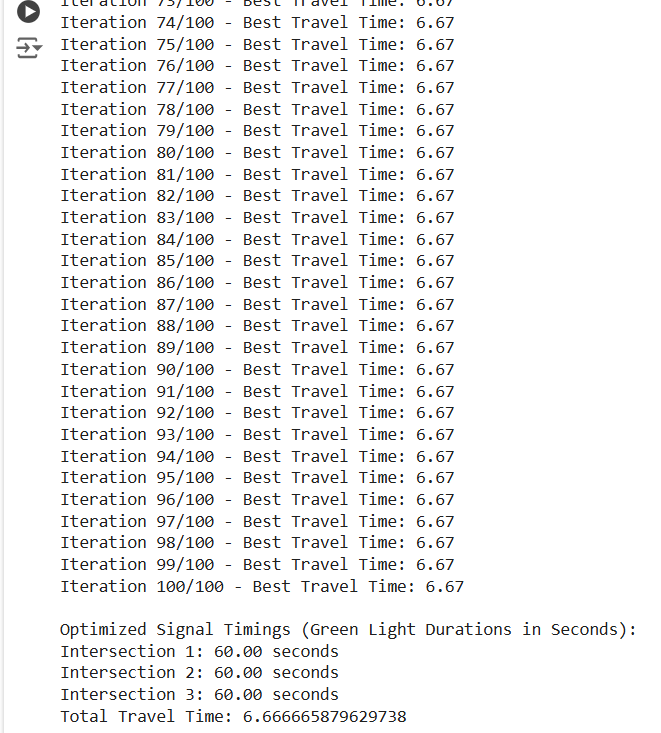 Iteration 73/100 - Best Travel Time: 6.67
Iteration 74/100 - Best Travel Time: 6.67
Iteration 75/100 - Best Travel Time: 6.67
Iteration 76/100 - Best Travel Time: 6.67
Iteration 77/100 - Best Travel Time: 6.67
Iteration 78/100 - Best Travel Time: 6.67
Iteration 79/100 - Best Travel Time: 6.67
Iteration 80/100 - Best Travel Time: 6.67
Iteration 81/100 - Best Travel Time: 6.67
Iteration 82/100 - Best Travel Time: 6.67
Iteration 83/100 - Best Travel Time: 6.67
Iteration 84/100 - Best Travel Time: 6.67
Iteration 85/100 - Best Travel Time: 6.67
Iteration 86/100 - Best Travel Time: 6.67
Iteration 87/100 - Best Travel Time: 6.67
Iteration 88/100 - Best Travel Time: 6.67
Iteration 89/100 - Best Travel Time: 6.67
Iteration 90/100 - Best Travel Time: 6.67
Iteration 91/100 - Best Travel Time: 6.67
Iteration 92/100 - Best Travel Time: 6.67
Iteration 93/100 - Best Travel Time: 6.67
Iteration 94/100 - Best Travel Time: 6.67
Iteration 95/100 - Best Travel Time: 6.67
Iteration 96/100 - Best Travel Time: 6.67
Iteration 97/100 - Best Travel Time: 6.67
Iteration 98/100 - Best Travel Time: 6.67
Iteration 99/100 - Best Travel Time: 6.67
Iteration 100/100 - Best Travel Time: 6.67
Optimized Signal Timings (Green Light Durations in Seconds):
Intersection 1: 60.00 seconds
Intersection 2: 60.00 seconds
Intersection 3: 60.00 seconds
Total Travel Time: 6.666665879629738